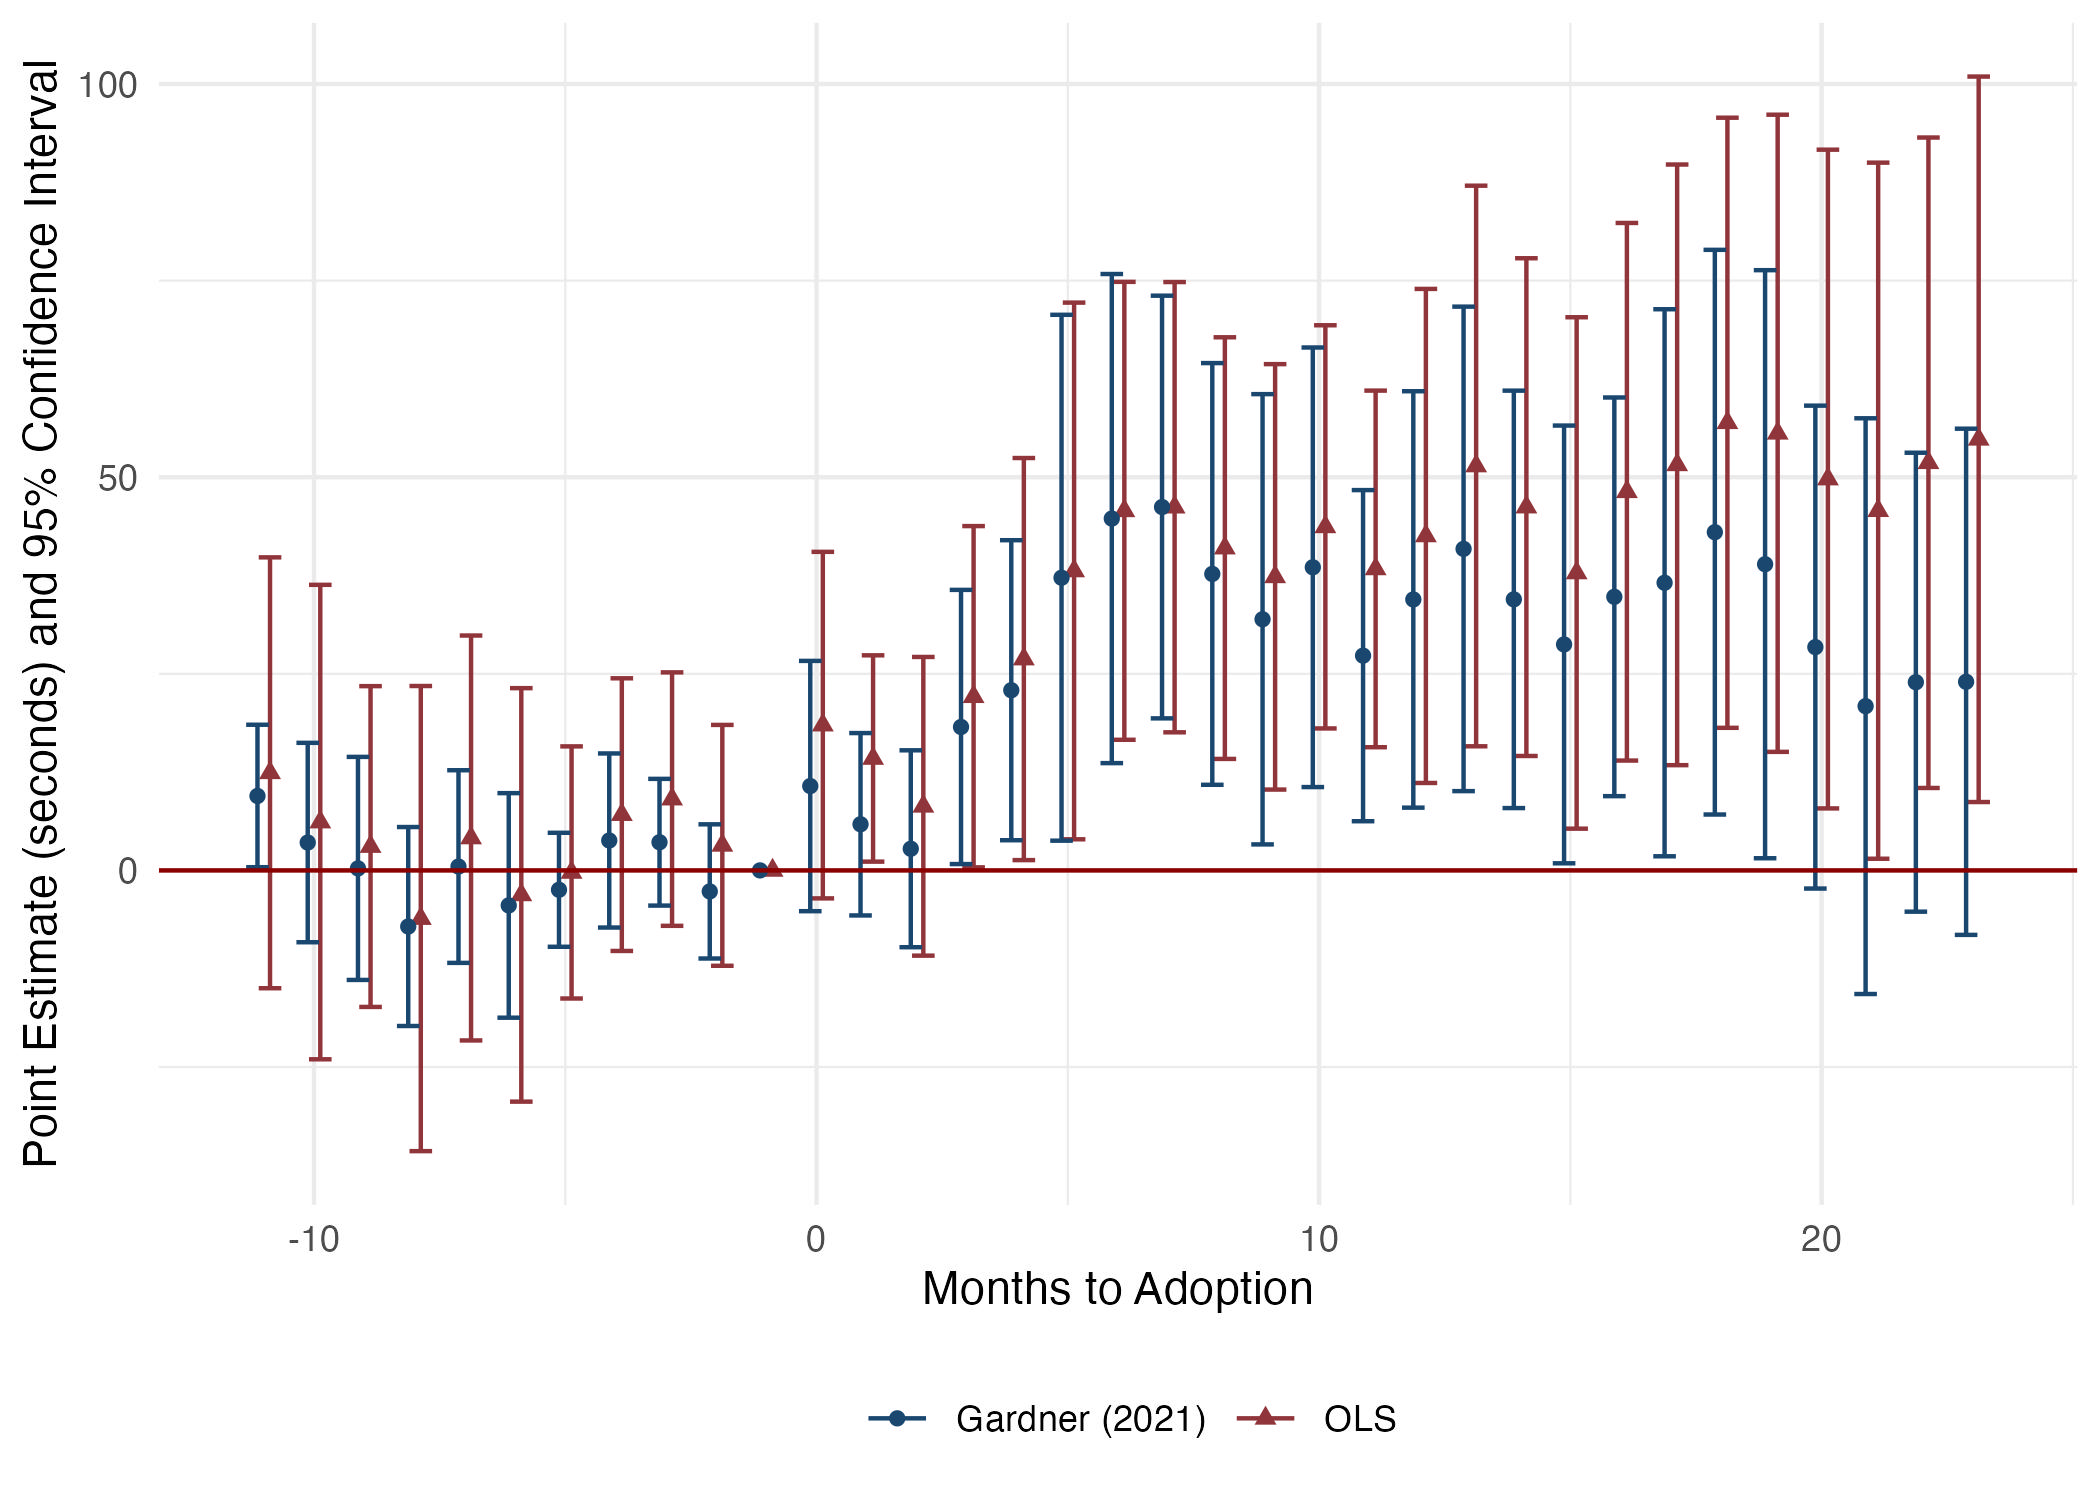 Point Estimate (seconds) and 95% Confidence Interval
100
50
0
-10 0 10 20
Months to Adoption
Gardner (2021) OLS